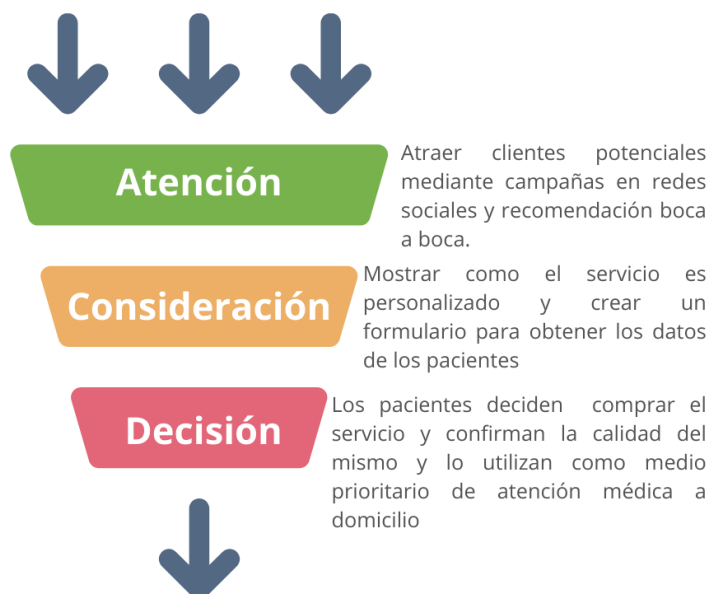 Atención
Atraer clientes potenciales
mediante campañas en redes
sociales y recomendación boca
a boca.
Consideración
Mostrar como el servicio es
personalizado y crear un
formulario para obtener los datos
de los pacientes
Decisión
Los pacientes deciden comprar el
servicio y confirman la calidad del
mismo y lo utilizan como medio
prioritario de atención médica a
domicilio